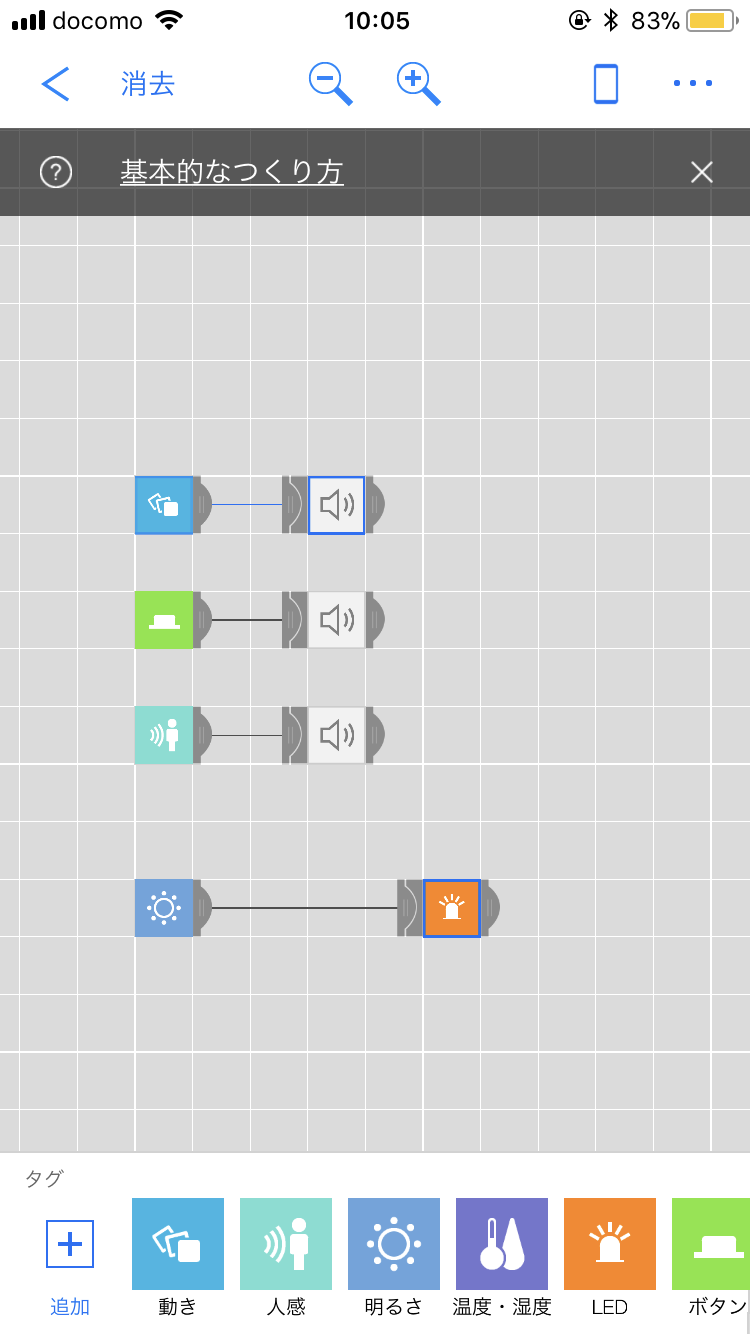 docomo 10:05 83%
消去
? 基本的なつくり方
タグ
追加 動き 人感 明るさ 温度・湿度 LED ボタン